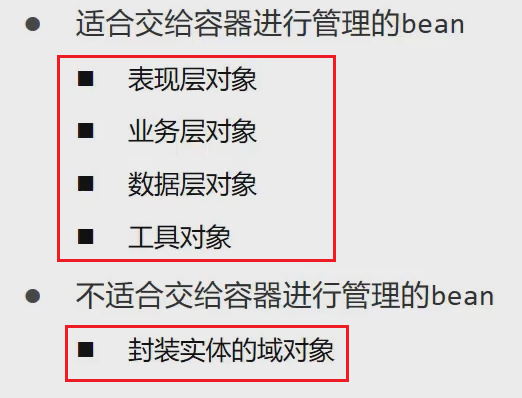 适合交给容器进行管理的bean
表现层对象
业务层对象
数据层对象
工具对象
不适合交给容器进行管理的bean
封装实体的域对象